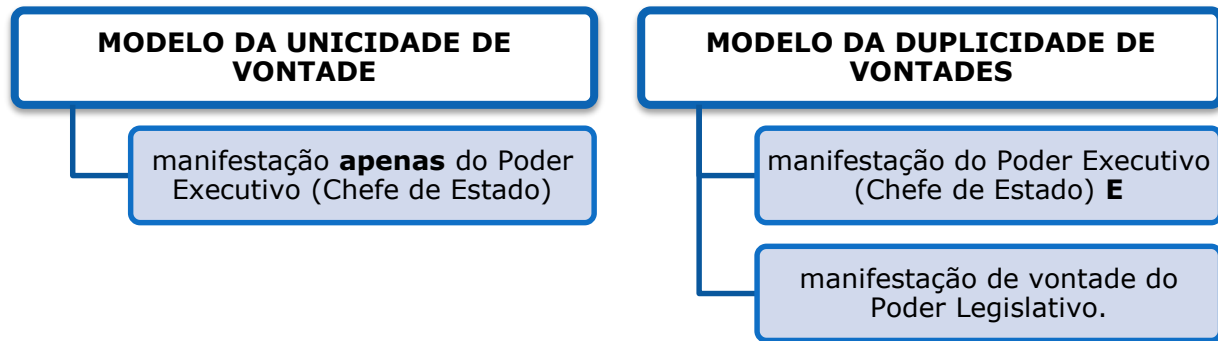 MODELO DA UNICIDADE DE
VONTADE
manifestação apenas do Poder
Executivo (Chefe de Estado)
MODELO DA DUPLICIDADE DE
VONTADES
manifestação do Poder Executivo
(Chefe de Estado) E
manifestação de vontade do
Poder Legislativo.